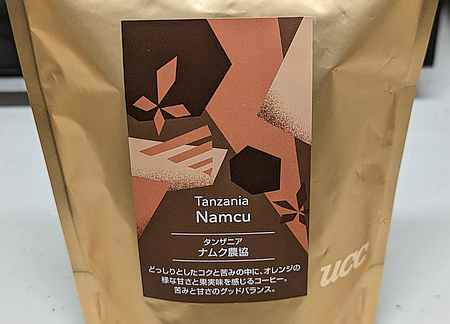 Tanzania
Namcu
タンザニア
ナムク農協
どっしりとしたコクと苦みの中に、オレンジの
様な甘さと果実味を感じるコーヒー。
苦みと甘さのグッドバランス。
ucc